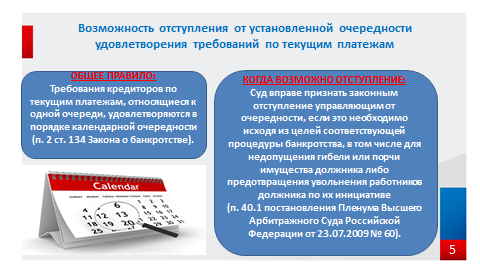 Возможность отступления от установленной очередности
удовлетворения требований по текущим платежам
ОБЩЕЕ ПРАВИЛО:
Требования кредиторов по
текущим платежам, относящиеся к
одной очереди, удовлетворяются в
порядке календарной очередности
(п. 2 ст. 134 Закона о банкротстве).
КОГДА ВОЗМОЖНО ОТСТУПЛЕНИЕ:
Суд вправе признать законным
отступление управляющим от
очередности, если это необходимо
исходя из целей соответствующей
процедуры банкротства, в том числе для
недопущения гибели или порчи
имущества должника либо
предотвращения увольнения работников
должника по их инициативе
(п. 40.1 постановления Пленума Высшего
Арбитражного Суда Российской
Федерации от 23.07.2009 № 60).
Calendar
5